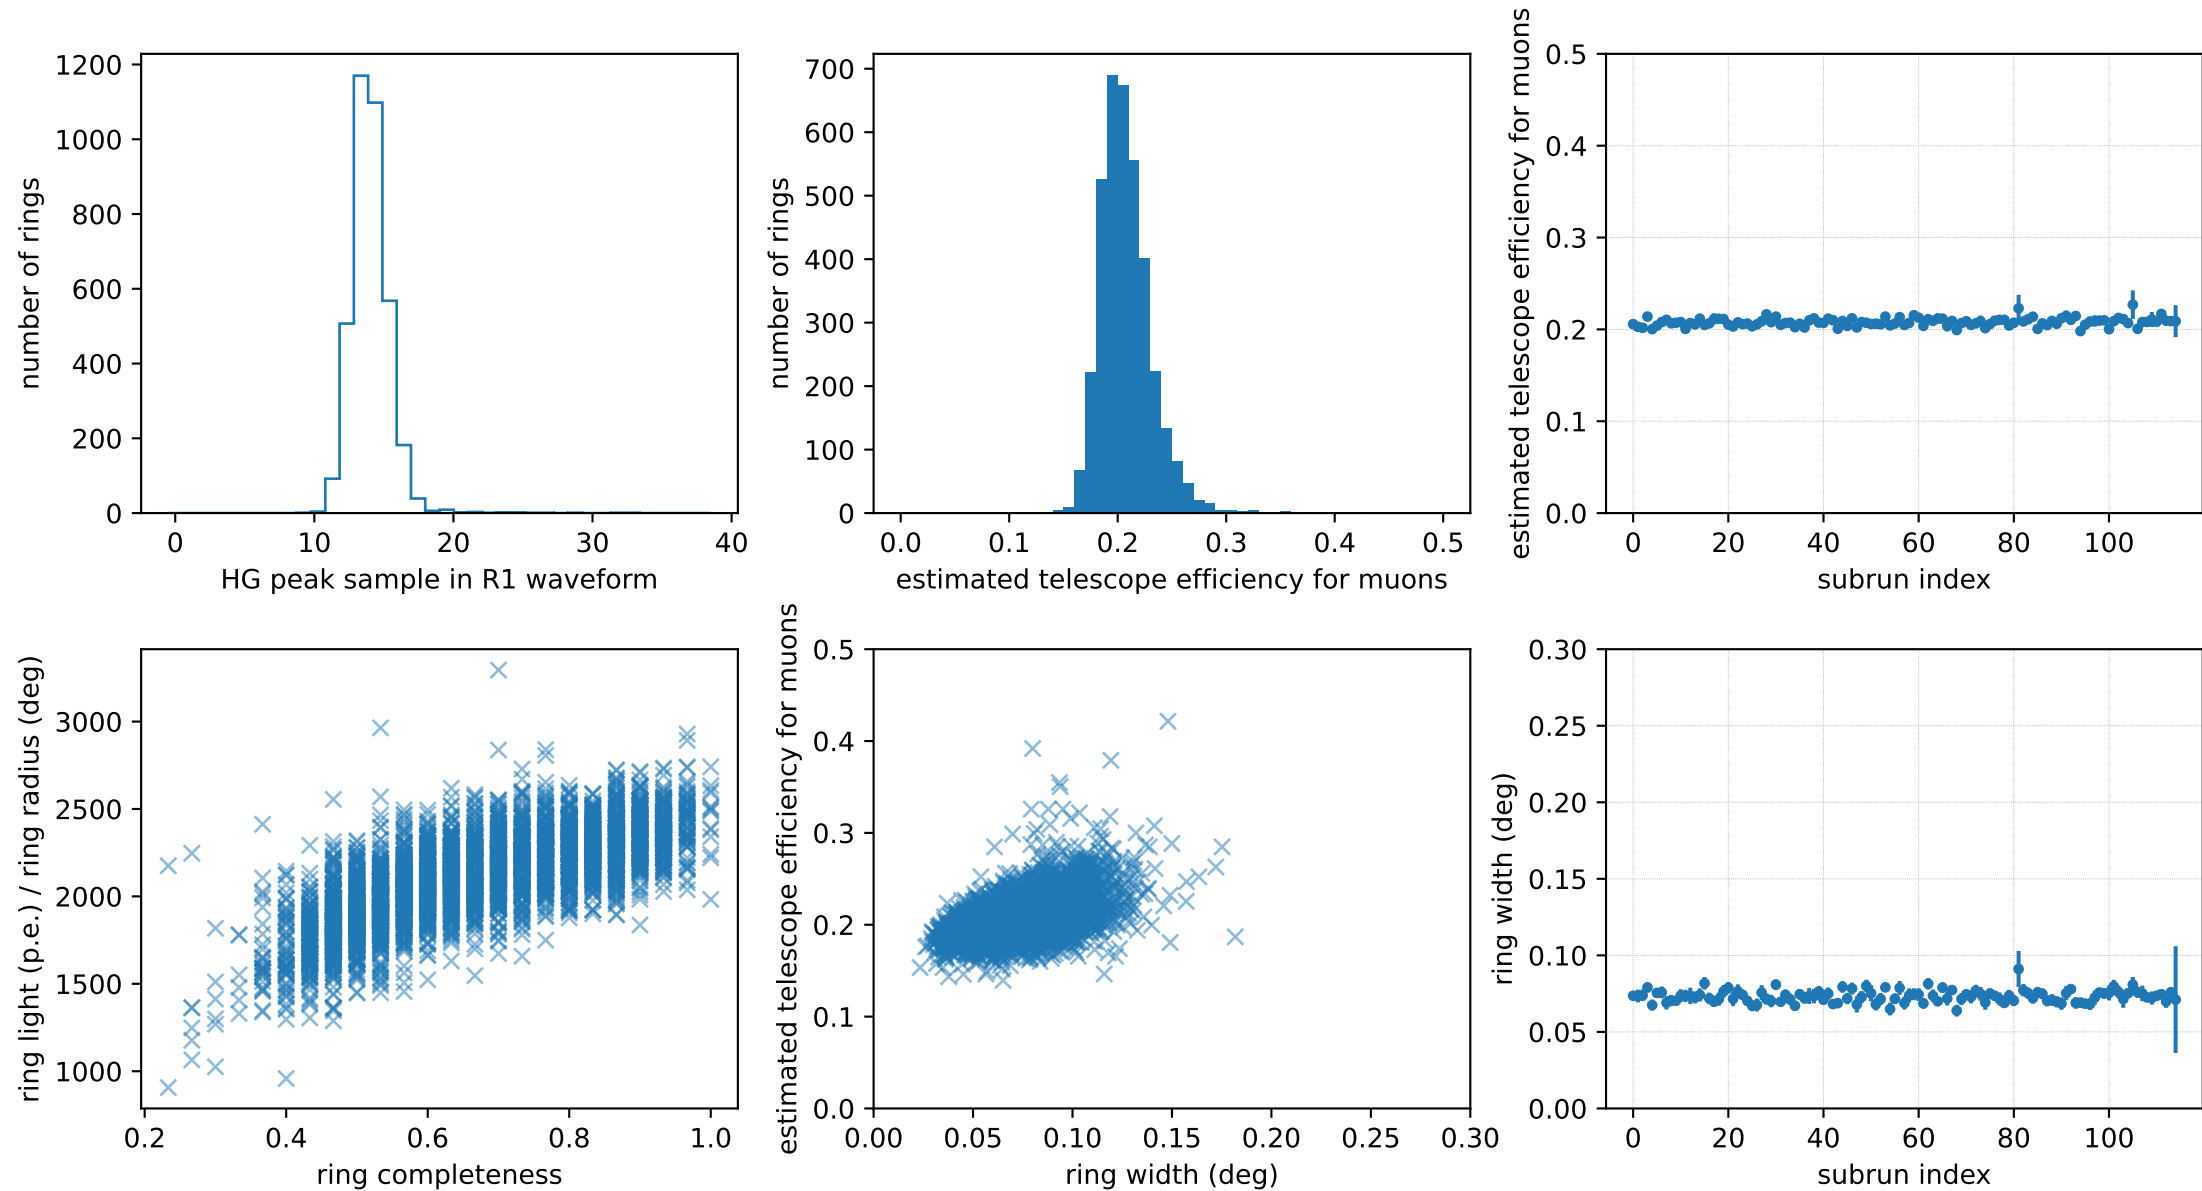 1200
1000
800
600
400
200
0
number of rings
0 10 20 30 40
HG peak sample in R1 waveform
700
600
500
400
300
200
100
0
number of rings
0.0 0.1 0.2 0.3 0.4 0.5
estimated telescope efficiency for muons
0.5
0.4
0.3
0.2
0.1
0.0
estimated telescope efficiency for muons
0 20 40 60 80 100
subrun index
3000
2500
2000
1500
1000
ring light (p.e.) / ring radius (deg)
0.2 0.4 0.6 0.8 1.0
ring completeness
0.5
0.4
0.3
0.2
0.1
0.0
estimated telescope efficiency for muons
0.00 0.05 0.10 0.15 0.20 0.25 0.30
ring width (deg)
0.30
0.25
0.20
0.15
0.10
0.05
0.00
ring width (deg)
0 20 40 60 80 100
subrun index